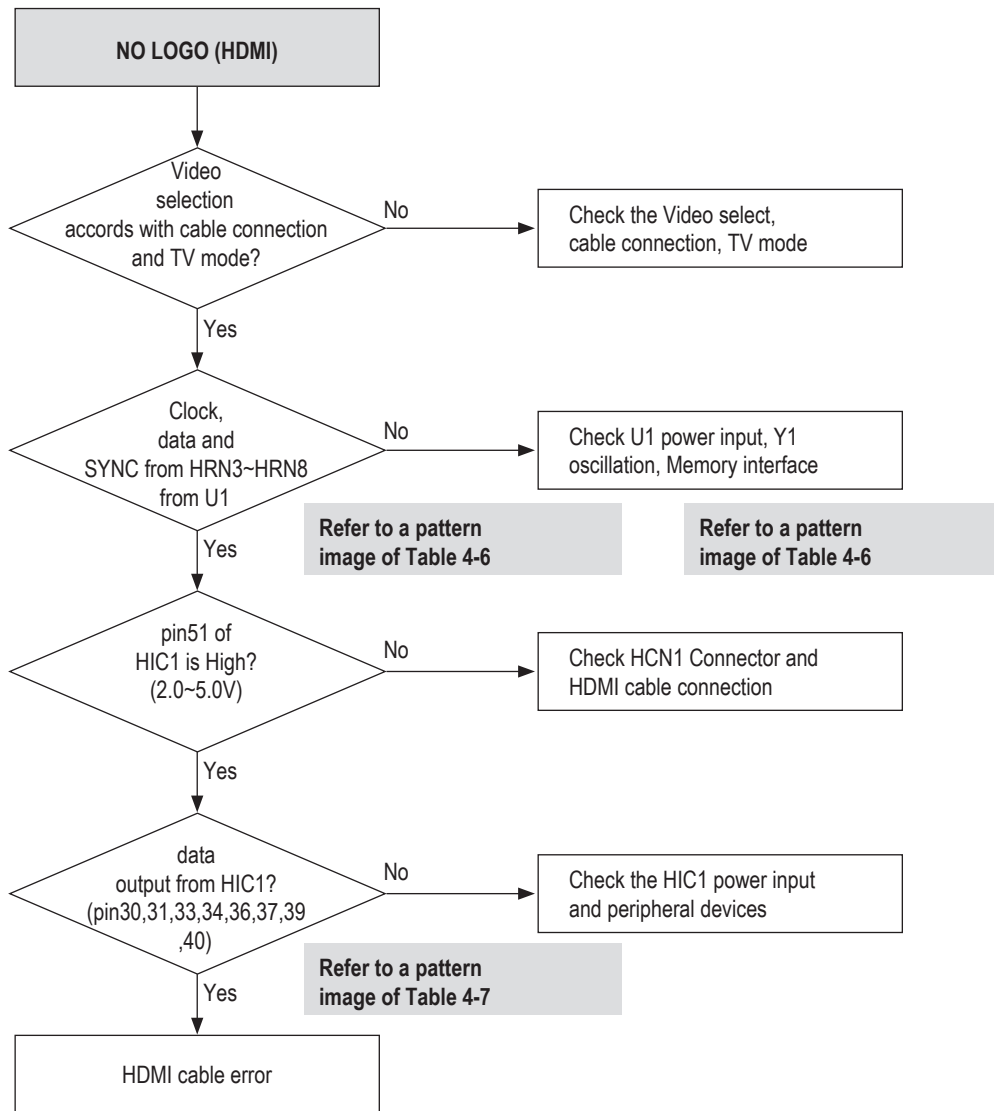 NO LOGO (HDMI)
Video
selection
accords with cable connection
and TV mode?
No
Check the Video select,
cable connection, TV mode
Yes
Clock,
data and
SYNC from HRN3~HRN8
from U1
No
Check U1 power input, Y1
oscillation, Memory interface
Refer to a pattern
image of Table 4-6
Refer to a pattern
image of Table 4-6
Yes
pin51 of
HIC1 is High?
(2.0~5.0V)
No
Check HCN1 Connector and
HDMI cable connection
Yes
data
output from HIC1?
(pin30,31,33,34,36,37,39
,40)
No
Check the HIC1 power input
and peripheral devices
Refer to a pattern
image of Table 4-7
Yes
HDMI cable error